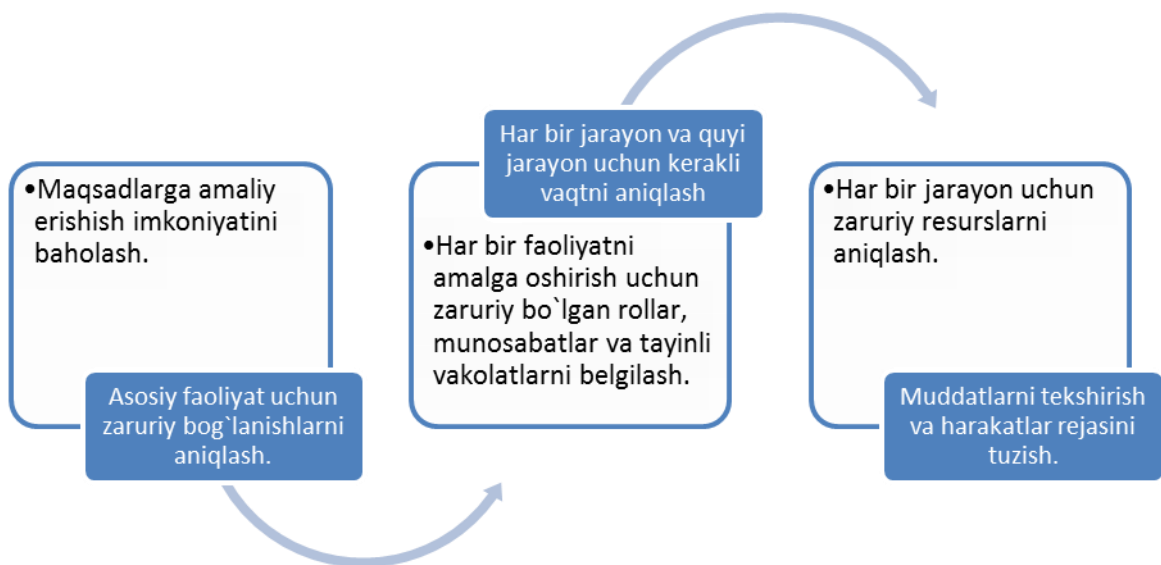 •Maqsadlarga amaliy
erishish imkoniyatini
baholash.
Asosiy faoliyat uchun
zaruriy bog`lanishlarni
aniqlash.
Har bir jarayon va quyi
jarayon uchun kerakli
vaqtni aniqlash
•Har bir faoliyatni
amalga oshirish uchun
zaruriy bo`lgan rollar,
munosabatlar va tayinli
vakolatlarni belgilash.
•Har bir jarayon uchun
zaruriy resurslarni
aniqlash.
Muddatlarni tekshirish
va harakatlar rejasini
tuzish.